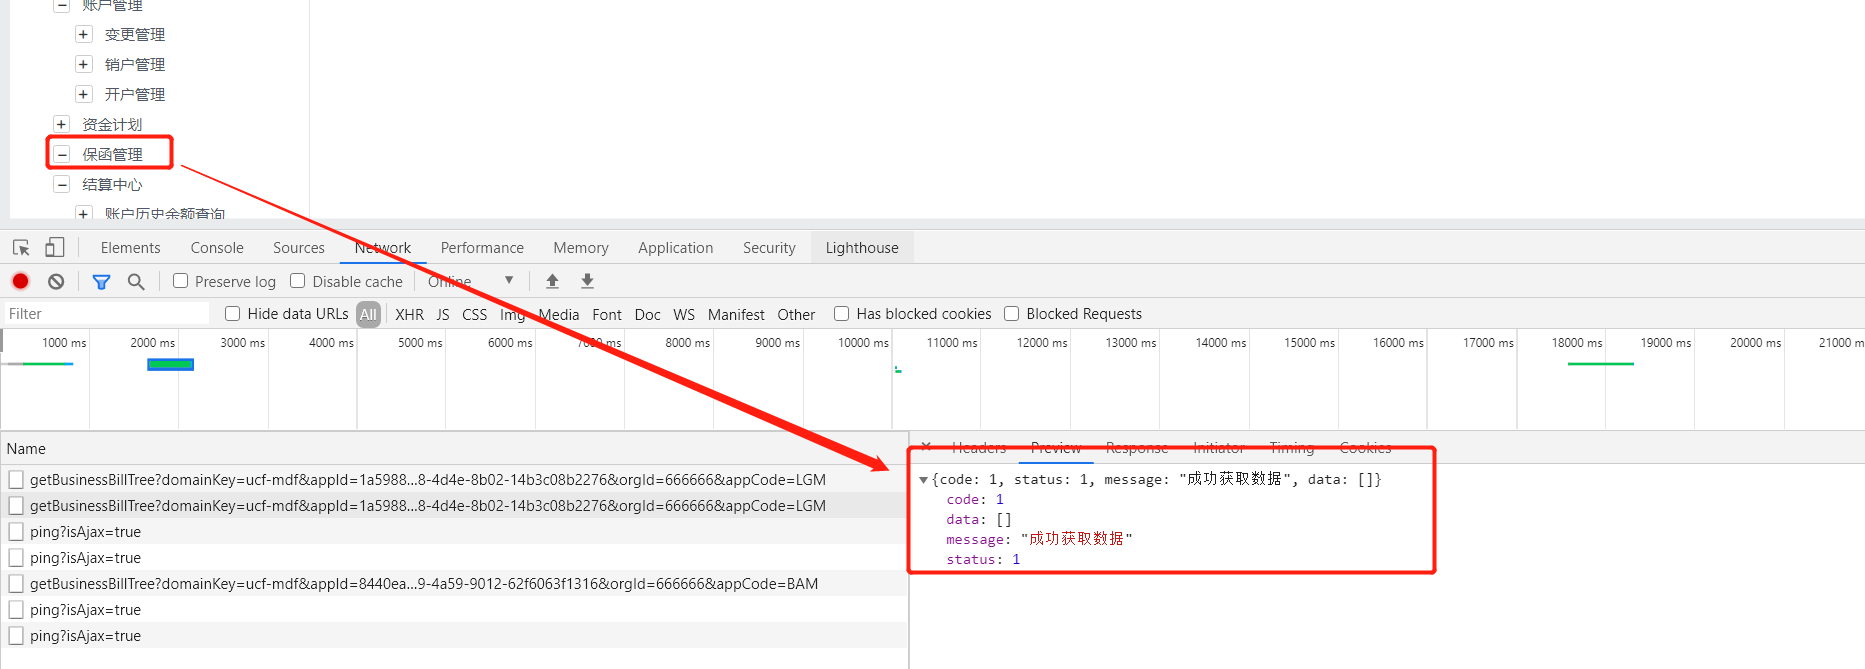 账户管理
变更管理
销户管理
开户管理
资金计划
保函管理
结算中心
账户历史余额查询
Elements Console Sources Network Performance Memory Application Security Lighthouse
Preserve log Disable cache Online
Filter Hide data URLs All XHR JS CSS Img Media Font Doc WS Manifest Other Has blocked cookies Blocked Requests
1000 ms 2000 ms 3000 ms 4000 ms 5000 ms 6000 ms 7000 ms 8000 ms 9000 ms 10000 ms 11000 ms 12000 ms 13000 ms 14000 ms 15000 ms 16000 ms 17000 ms 18000 ms 19000 ms 20000 ms 21000 m
Name
Headers Preview Response Initiator Timing Cookies
getBusinessBillTree?domainKey=ucf-mdf&appId=1a5988...8-4d4e-8b02-14b3c08b2276&orgId=666666&appCode=LGM
getBusinessBillTree?domainKey=ucf-mdf&appId=1a5988...8-4d4e-8b02-14b3c08b2276&orgId=666666&appCode=LGM
ping?isAjax=true
ping?isAjax=true
getBusinessBillTree?domainKey=ucf-mdf&appId=8440ea...9-4a59-9012-62f6063f1316&orgId=666666&appCode=BAM
ping?isAjax=true
ping?isAjax=true
{code: 1, status: 1, message: "成功获取数据", data: []}
code: 1
data: []
message: "成功获取数据"
status: 1